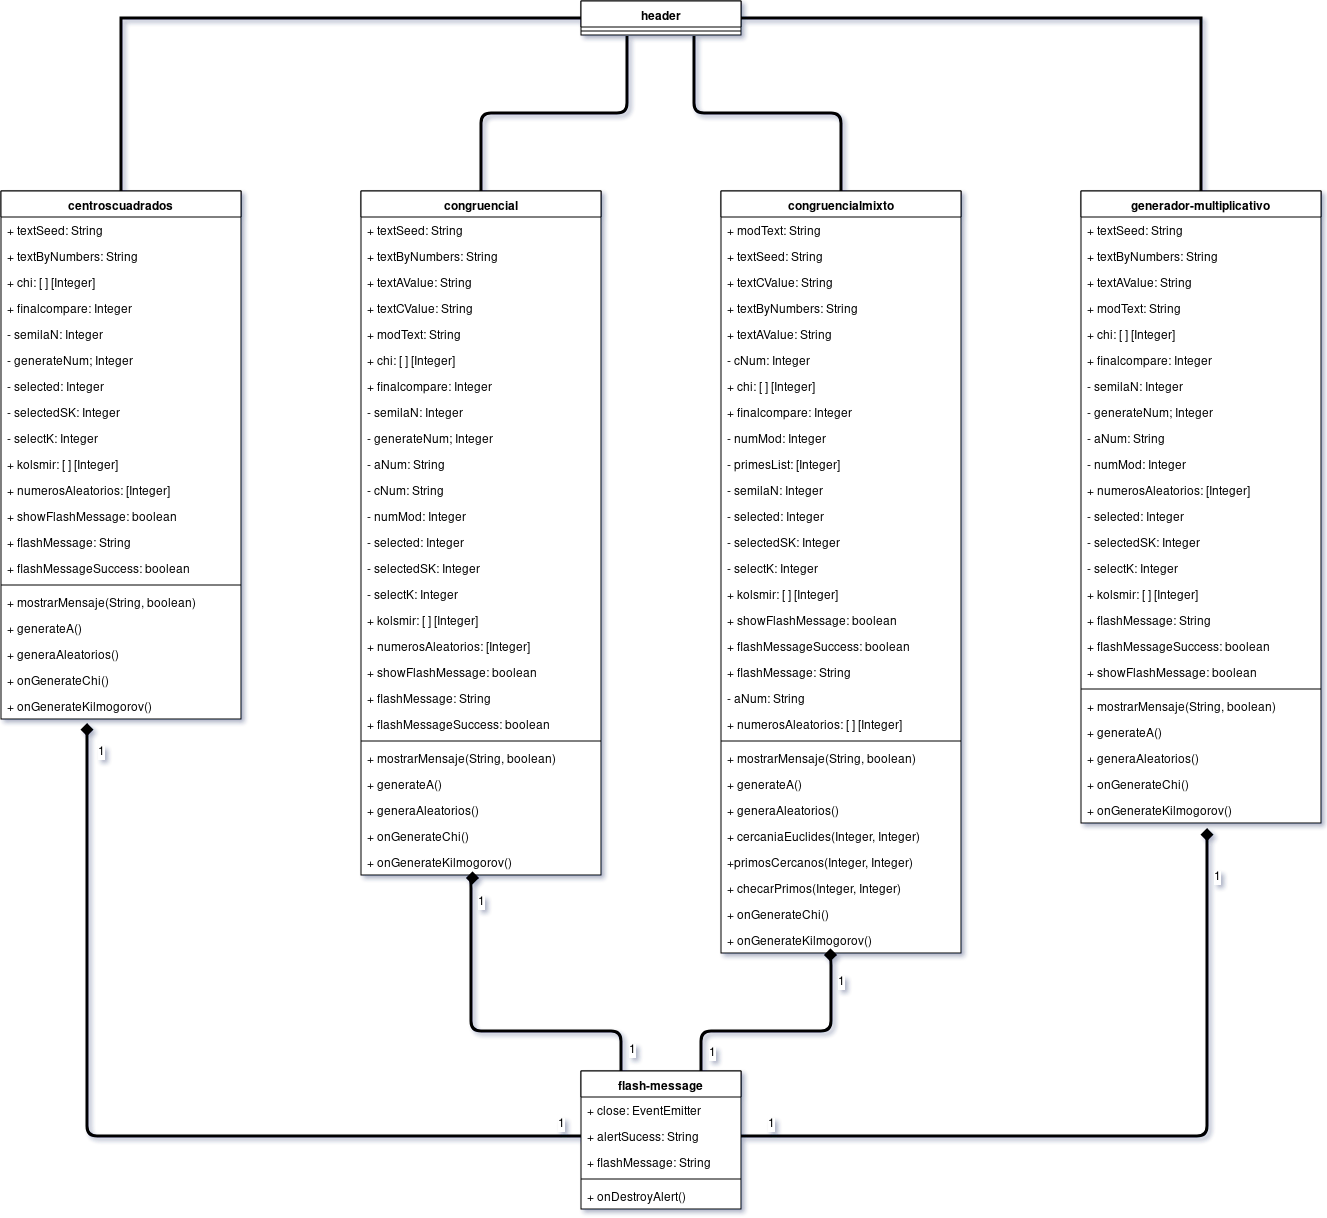 header
centroscuadrados
+ textSeed: String
+ textByNumbers: String
+ chi: [ ] [Integer]
+ finalcompare: Integer
- semilaN: Integer
- generateNum; Integer
- selected: Integer
- selectedSK: Integer
- selectK: Integer
+ kolsmir: [ ] [Integer]
+ numerosAleatorios: [Integer]
+ showFlashMessage: boolean
+ flashMessage: String
+ flashMessageSuccess: boolean
+ mostrarMensaje(String, boolean)
+ generateA()
+ generaAleatorios()
+ onGenerateChi()
+ onGenerateKilmogorov()
1
congruencial
+ textSeed: String
+ textByNumbers: String
+ textAValue: String
+ textCValue: String
+ modText: String
+ chi: [ ] [Integer]
+ finalcompare: Integer
- semilaN: Integer
- generateNum; Integer
- aNum: String
- cNum: String
- numMod: Integer
- selected: Integer
- selectedSK: Integer
- selectK: Integer
+ kolsmir: [ ] [Integer]
+ numerosAleatorios: [Integer]
+ showFlashMessage: boolean
+ flashMessage: String
+ flashMessageSuccess: boolean
+ mostrarMensaje(String, boolean)
+ generateA()
+ generaAleatorios()
+ onGenerateChi()
+ onGenerateKilmogorov()
1
congruencialmixto
+ modText: String
+ textSeed: String
+ textCValue: String
+ textByNumbers: String
+ textAValue: String
- cNum: Integer
+ chi: [ ] [Integer]
+ finalcompare: Integer
- numMod: Integer
- primesList: [Integer]
- semilaN: Integer
- selected: Integer
- selectedSK: Integer
- selectK: Integer
+ kolsmir: [ ] [Integer]
+ showFlashMessage: boolean
+ flashMessageSuccess: boolean
+ flashMessage: String
- aNum: String
+ numerosAleatorios: [ ] [Integer]
+ mostrarMensaje(String, boolean)
+ generateA()
+ generaAleatorios()
+ cercaniaEuclides(Integer, Integer)
+primosCercanos(Integer, Integer)
+ checarPrimos(Integer, Integer)
+ onGenerateChi()
+ onGenerateKilmogorov()
1
generador-multiplicativo
+ textSeed: String
+ textByNumbers: String
+ textAValue: String
+ modText: String
+ chi: [ ] [Integer]
+ finalcompare: Integer
- semilaN: Integer
- generateNum; Integer
- aNum: String
- numMod: Integer
+ numerosAleatorios: [Integer]
- selected: Integer
- selectedSK: Integer
- selectK: Integer
+ kolsmir: [ ] [Integer]
+ flashMessage: String
+ flashMessageSuccess: boolean
+ showFlashMessage: boolean
+ mostrarMensaje(String, boolean)
+ generateA()
+ generaAleatorios()
+ onGenerateChi()
+ onGenerateKilmogorov()
1
1
1
1
1
flash-message
+ close: EventEmitter
+ alertSucess: String
+ flashMessage: String
+ onDestroyAlert()